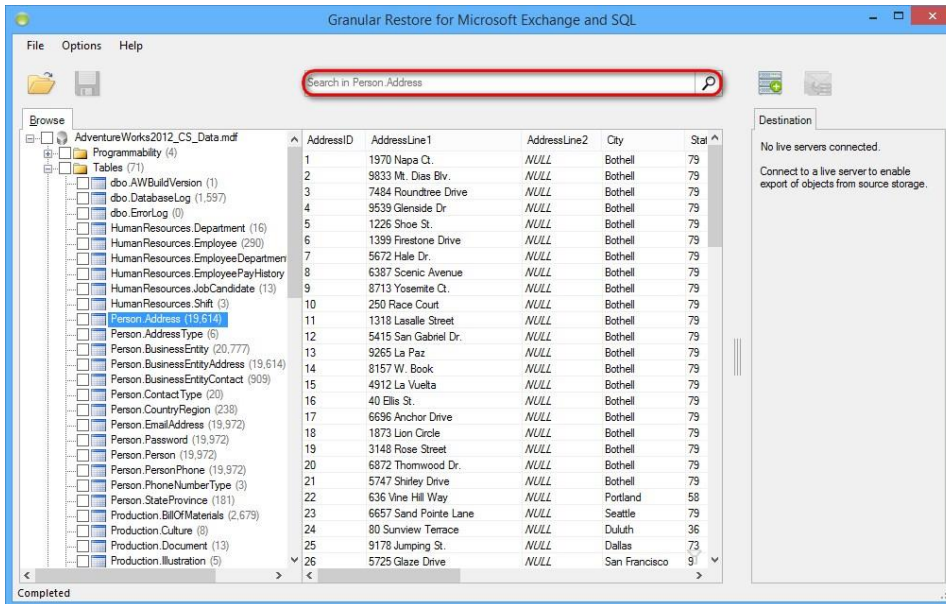 Granular Restore for Microsoft Exchange and SQL
File Options Help
Search in Person.Address
Browse
AdventureWorks2012_CS_Data.mdf
Programmability (4)
Tables (71)
dbo.AWBuildVersion (1)
dbo.DatabaseLog (1,597)
dbo.ErrorLog (0)
HumanResources.Department (16)
HumanResources.Employee (290)
HumanResources.EmployeeDepartmen
HumanResources.EmployeePayHistory
HumanResources.JobCandidate (13)
HumanResources.Shift (3)
Person.Address (19,614)
Person.AddressType (6)
Person.BusinessEntity (20,777)
Person.BusinessEntityAddress (19,614)
Person.BusinessEntityContact (909)
Person.ContactType (20)
Person.CountryRegion (238)
Person.EmailAddress (19,972)
Person.Password (19,972)
Person.Person (19,972)
Person.PersonPhone (19,972)
Person.PhoneNumberType (3)
Person.StateProvince (181)
Production.BillOfMaterials (2,679)
Production.Culture (8)
Production.Document (13)
Production.Illustration (5)
AddressID AddressLine1 AddressLine2 City Stat
1 1970 Napa Ct. NULL Bothell 79
2 9833 Mt. Dias Blv. NULL Bothell 79
3 7484 Roundtree Drive NULL Bothell 79
4 9539 Glenside Dr NULL Bothell 79
5 1226 Shoe St. NULL Bothell 79
6 1399 Firestone Drive NULL Bothell 79
7 5672 Hale Dr. NULL Bothell 79
8 6387 Scenic Avenue NULL Bothell 79
9 8713 Yosemite Ct. NULL Bothell 79
10 250 Race Court NULL Bothell 79
11 1318 Lasalle Street NULL Bothell 79
12 5415 San Gabriel Dr. NULL Bothell 79
13 9265 La Paz NULL Bothell 79
14 8157 W. Book NULL Bothell 79
15 4912 La Vuelta NULL Bothell 79
16 40 Ellis St. NULL Bothell 79
17 6696 Anchor Drive NULL Bothell 79
18 1873 Lion Circle NULL Bothell 79
19 3148 Rose Street NULL Bothell 79
20 6872 Thornwood Dr. NULL Bothell 79
21 5747 Shirley Drive NULL Bothell 79
22 636 Vine Hill Way NULL Portland 58
23 6657 Sand Pointe Lane NULL Seattle 79
24 80 Sunview Terrace NULL Duluth 36
25 9178 Jumping St. NULL Dallas 73
26 5725 Glaze Drive NULL San Francisco 9
Destination
No live servers connected.
Connect to a live server to enable
export of objects from source storage.
Completed